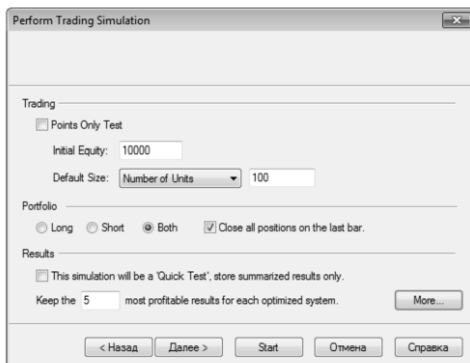 Perform Trading Simulation
Trading
Points Only Test
Initial Equity: 10000
Default Size: Number of Units 100
Portfolio
Long Short Both Close all positions on the last bar.
Results
This simulation will be a 'Quick Test', store summarized results only.
Keep the 5 most profitable results for each optimized system. More...
< Назад Далее > Start Отмена Справка